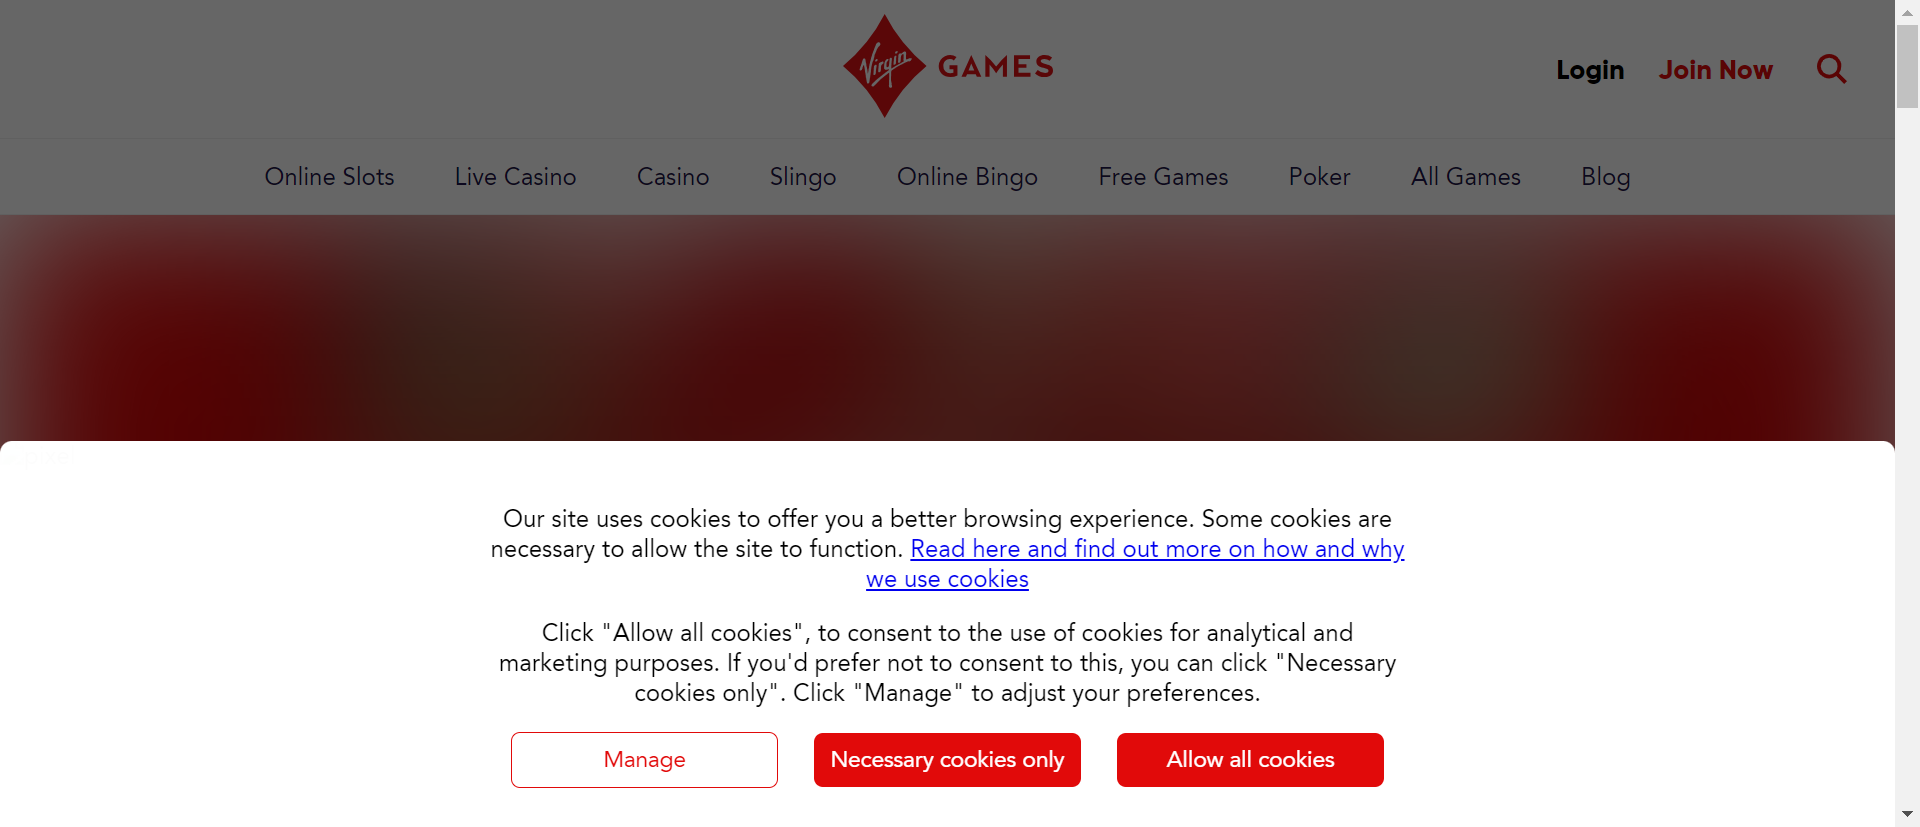 Virgin GAMES
Login
Join Now
Online Slots
Live Casino
Casino
Slingo
Online Bingo
Free Games
Poker
All Games
Blog
Our site uses cookies to offer you a better browsing experience. Some cookies are
necessary to allow the site to function. Read here and find out more on how and why
we use cookies
Click "Allow all cookies", to consent to the use of cookies for analytical and
marketing purposes. If you'd prefer not to consent to this, you can click "Necessary
cookies only". Click "Manage" to adjust your preferences.
Manage
Necessary cookies only
Allow all cookies